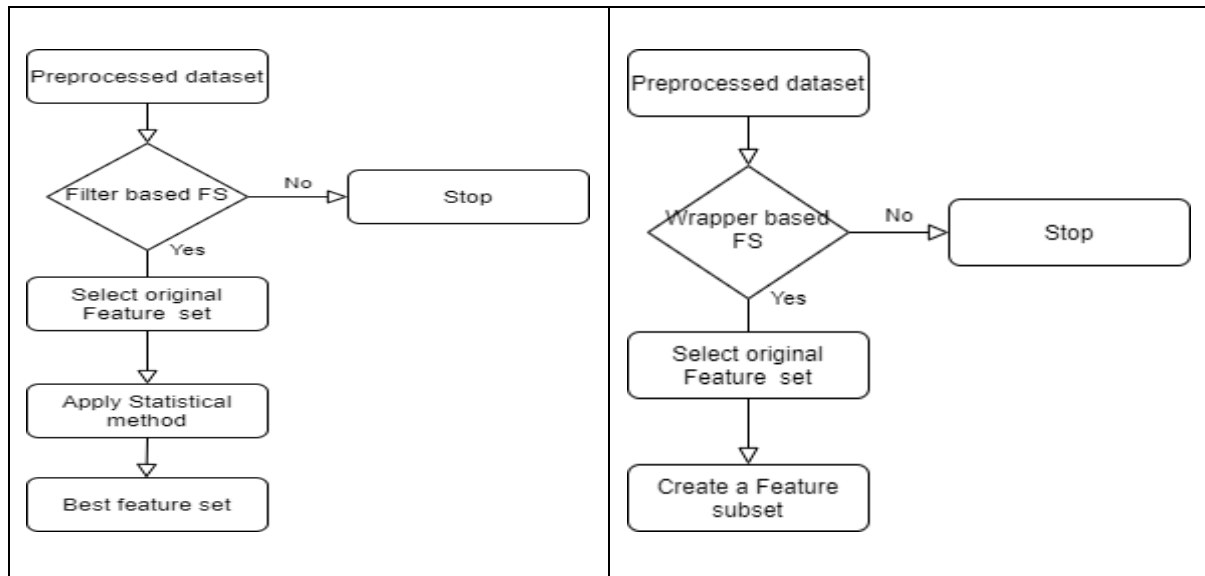 Preprocessed dataset
Filter based FS
No
Stop
Yes
Select original
Feature set
Apply Statistical
method
Best feature set
Preprocessed dataset
Wrapper based
FS
No
Stop
Yes
Select original
Feature set
Create a Feature
subset